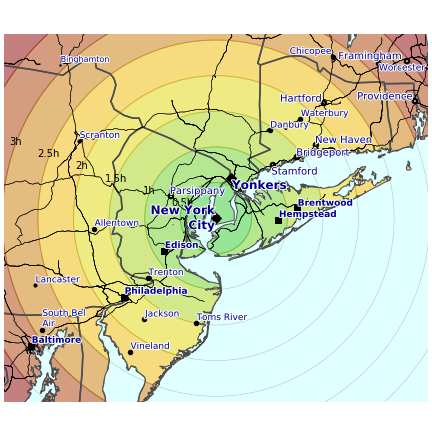 Chicopee
Framingham
Binghamton
Worcester
Hartford
Providence
Waterbury
Danbury
Scranton
3h
New Haven
2.5h
Bridgeport
2h
Stamford
1.5h
1h
Parsippany
Yonkers
0.5h
Brentwood
New York
City
Hempstead
Allentown
Edison
Trenton
Lancaster
Philadelphia
South Bel
Air
Jackson
Toms River
Baltimore
Vineland